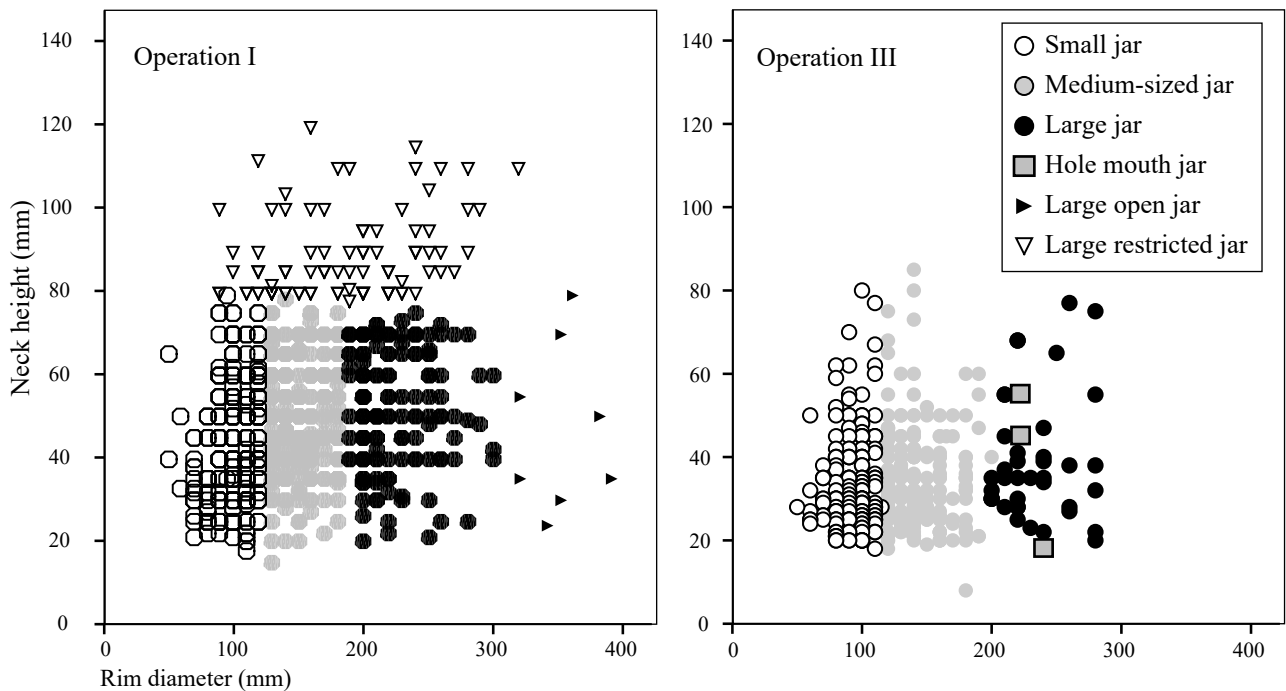 Operation I
140
120
100
80
60
40
20
0
Neck height (mm)
0
100
200
300
400
Rim diameter (mm)
Operation III
140
120
100
80
60
40
20
0
0
100
200
300
400
Small jar
Medium-sized jar
Large jar
Hole mouth jar
Large open jar
Large restricted jar